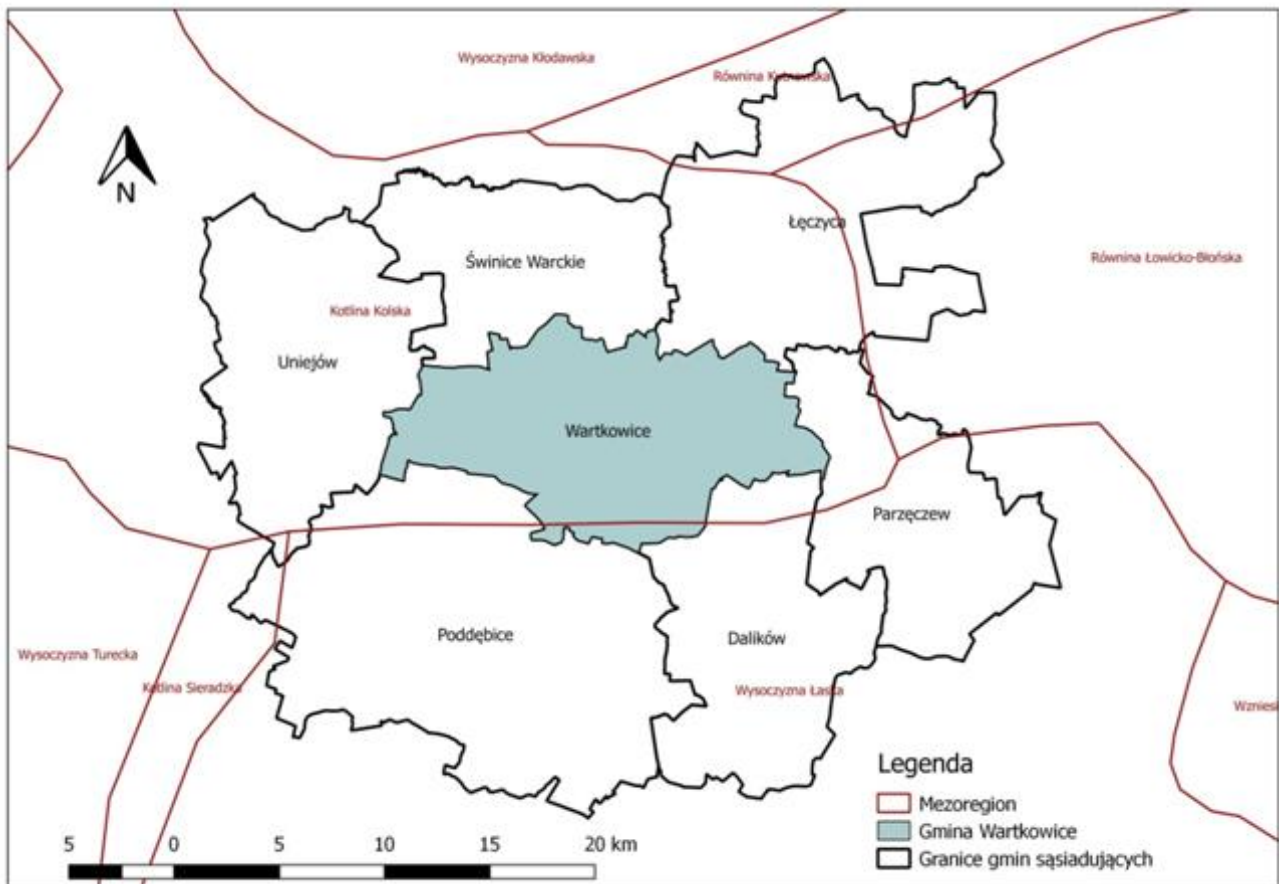 Wysoczyzna Kłodawska
Równina Kutnowska
N
Łęczyca
Świnice Warckie
Równina Łowicko-Błońska
Kotlina Kolska
Uniejów
Wartkowice
Parzęczew
Poddębice
Dalików
Wysoczyzna Turecka
Kotlina Sieradzka
Wysoczyzna Łaska
Wzniesi
Legenda
Mezoregion
Gmina Wartkowice
Granice gmin sąsiadujących
5 0 5 10 15 20 km